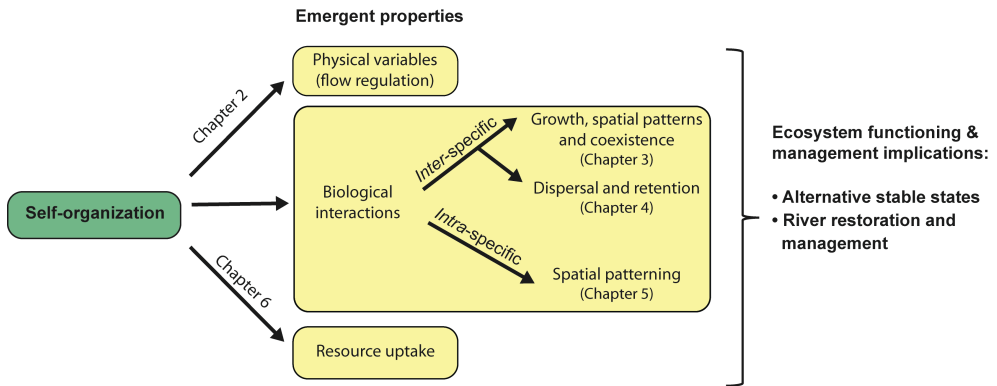 Emergent properties
Physical variables
(flow regulation)
Chapter 2
Self-organization
Biological
interactions
Inter-specific
Growth, spatial patterns
and coexistence
(Chapter 3)
Dispersal and retention
(Chapter 4)
Intra-specific
Spatial patterning
(Chapter 5)
Chapter 6
Resource uptake
Ecosystem functioning &
management implications:
• Alternative stable states
• River restoration and
management